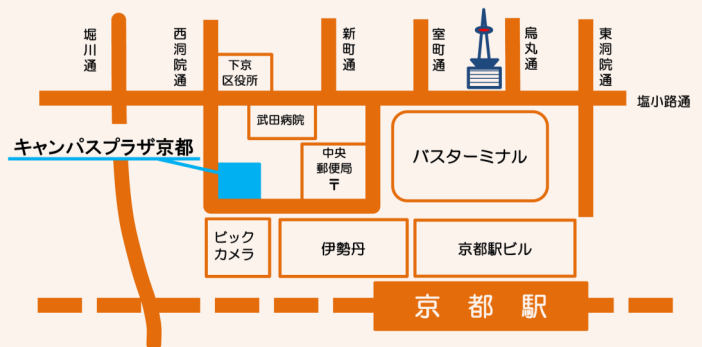 堀川通
西洞院通
新町通
室町通
烏丸通
東洞院通
下京
区役所
塩小路通
武田病院
キャンパスプラザ京都
中央
郵便局
〒
バスターミナル
ビック
カメラ
伊勢丹
京都駅ビル
京都駅